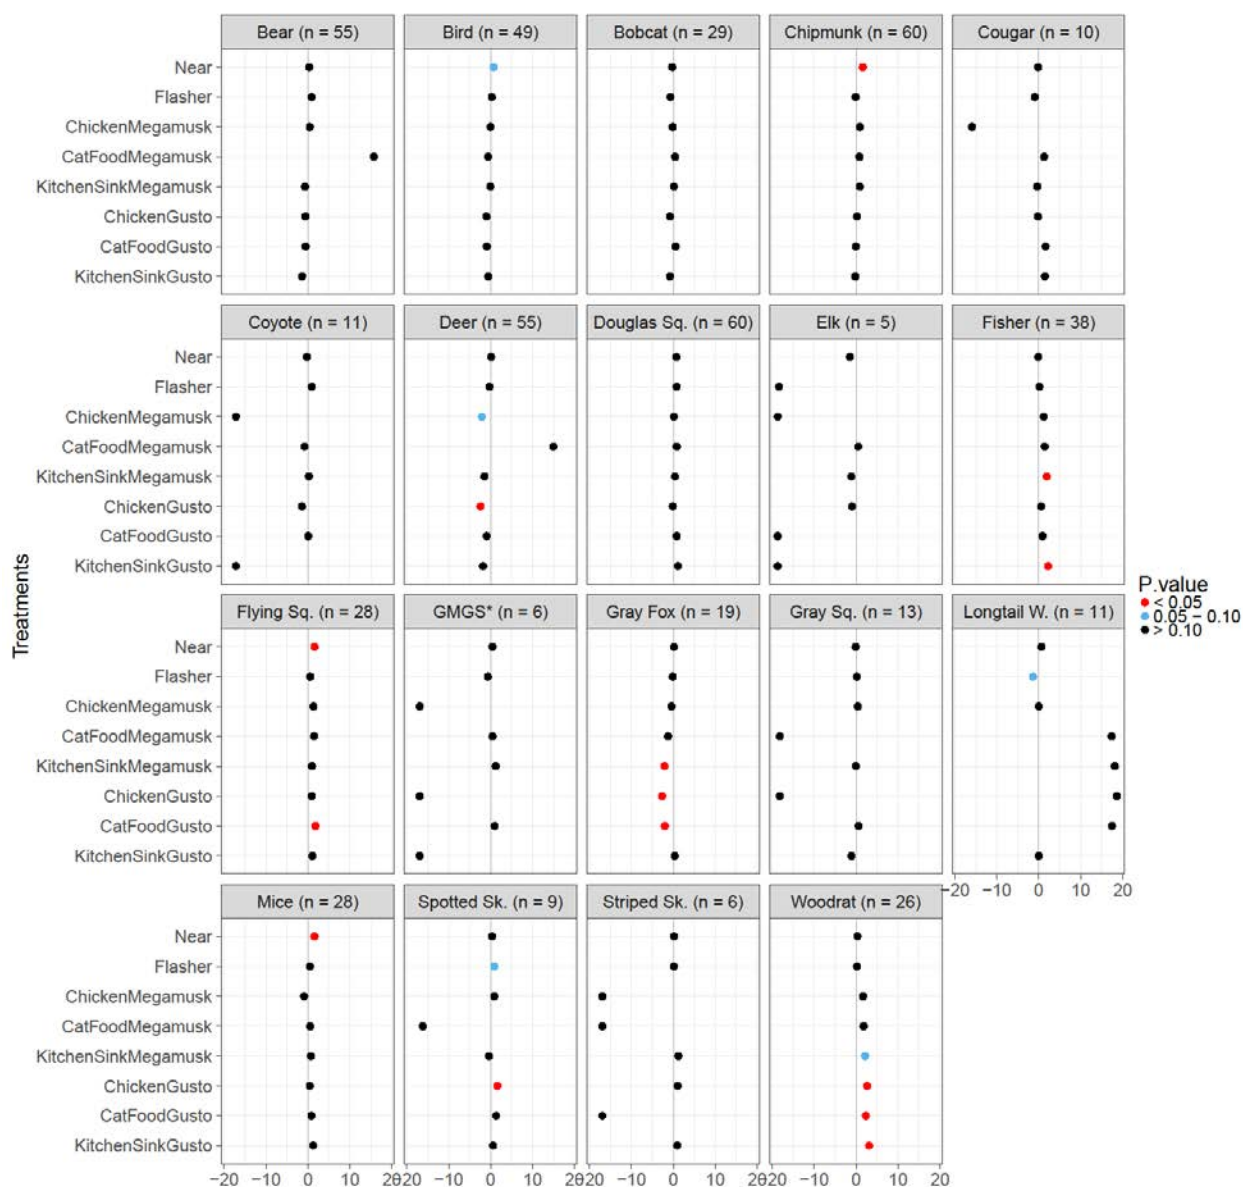 Bear (n = 55) Bird (n = 49) Bobcat (n = 29) Chipmunk (n = 60) Cougar (n = 10)
Near
Flasher
ChickenMegamusk
CatFoodMegamusk
KitchenSinkMegamusk
ChickenGusto
CatFoodGusto
KitchenSinkGusto
Coyote (n = 11) Deer (n = 55) Douglas Sq. (n = 60) Elk (n = 5) Fisher (n = 38)
Near
Flasher
ChickenMegamusk
CatFoodMegamusk
KitchenSinkMegamusk
ChickenGusto
CatFoodGusto
KitchenSinkGusto
Treatments
P.value
< 0.05
0.05 − 0.10
> 0.10
Flying Sq. (n = 28) GMGS* (n = 6) Gray Fox (n = 19) Gray Sq. (n = 13) Longtail W. (n = 11)
Near
Flasher
ChickenMegamusk
CatFoodMegamusk
KitchenSinkMegamusk
ChickenGusto
CatFoodGusto
KitchenSinkGusto
−20 −10 0 10 20
Mice (n = 28) Spotted Sk. (n = 9) Striped Sk. (n = 6) Woodrat (n = 26)
Near
Flasher
ChickenMegamusk
CatFoodMegamusk
KitchenSinkMegamusk
ChickenGusto
CatFoodGusto
KitchenSinkGusto
−20 −10 0 10 20 −20 −10 0 10 20 −20 −10 0 10 20 −20 −10 0 10 20